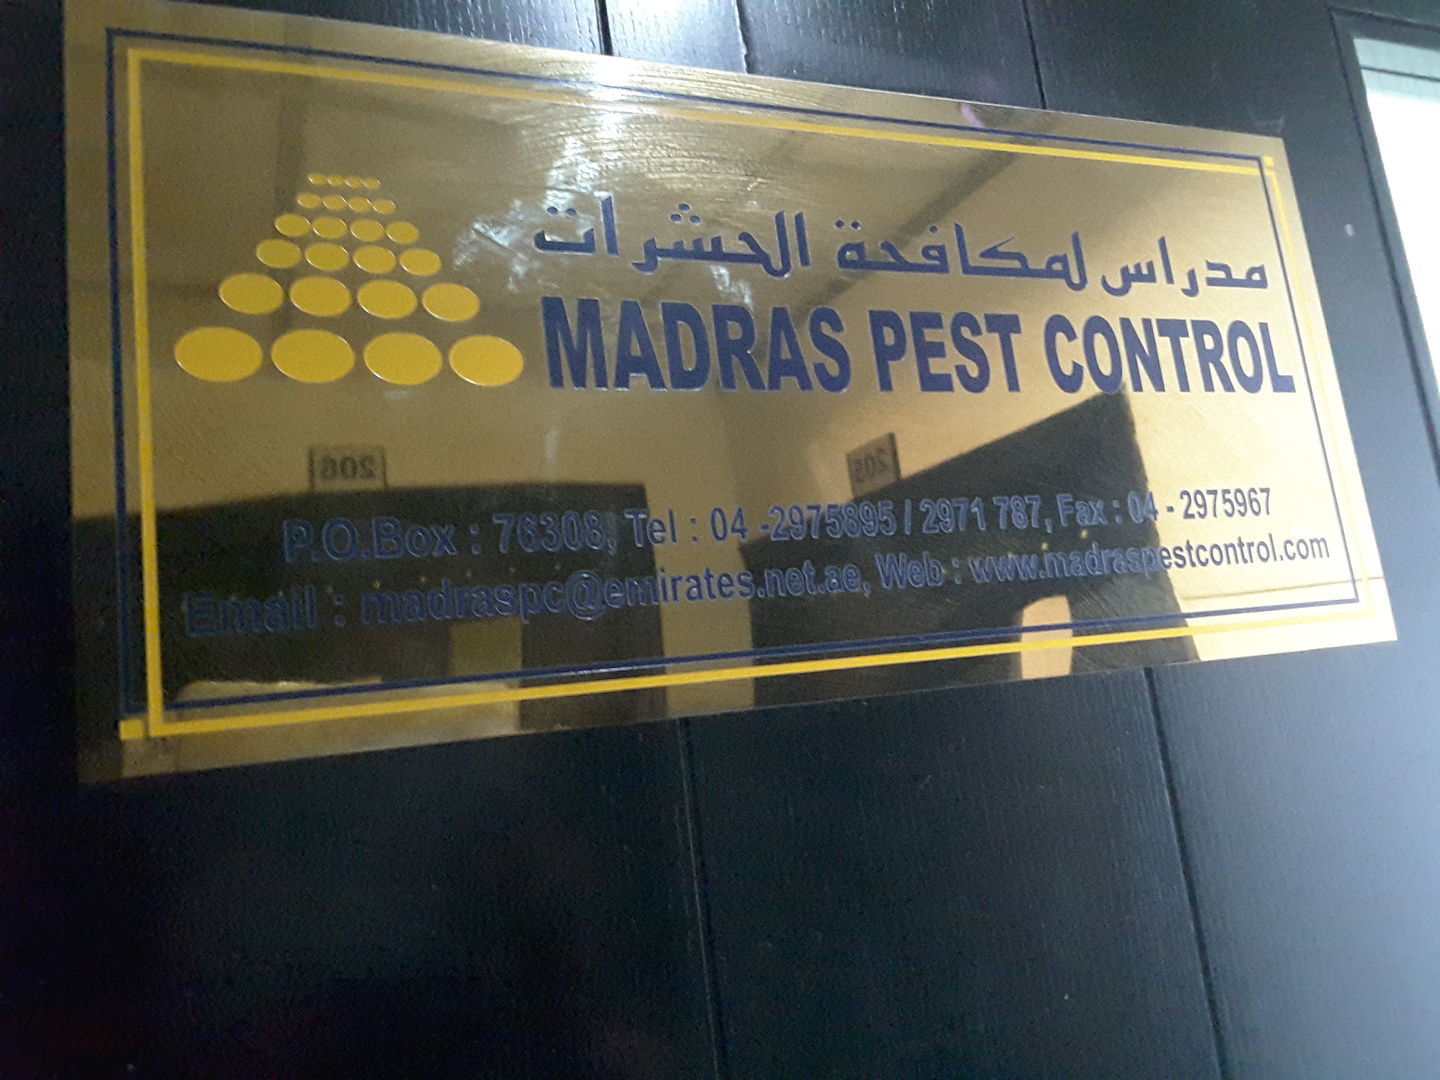 مدراس لمكافحة الحشرات
MADRAS PEST CONTROL
206
205
P.O.Box : 76308, Tel : 04 -2975895 / 2971 787, Fax : 04 - 2975967
Email : madraspc@emirates.net.ae, Web : www.madraspestcontrol.com